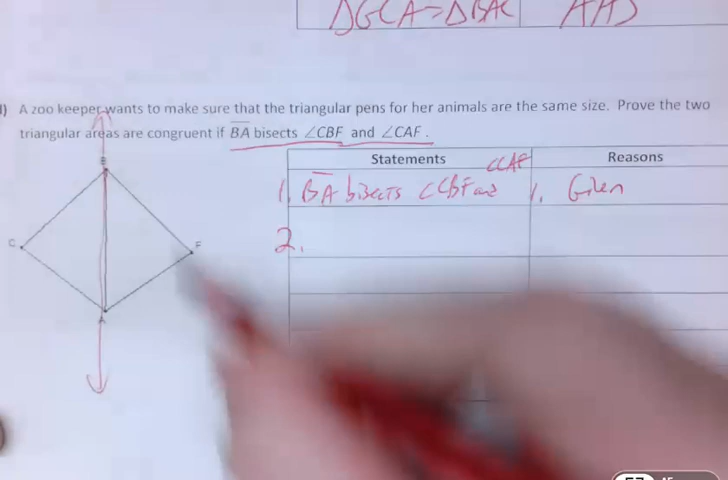 ΔGCA → ΔBAC AAS
A zoo keeper wants to make sure that the triangular pens for her animals are the same size. Prove the two
triangular areas are congruent if BA bisects ∠CBF and ∠CAF.
Statements Reasons
∠CAF
1. BA bisects ∠CBF and 1. Given
2.
B
C F
A